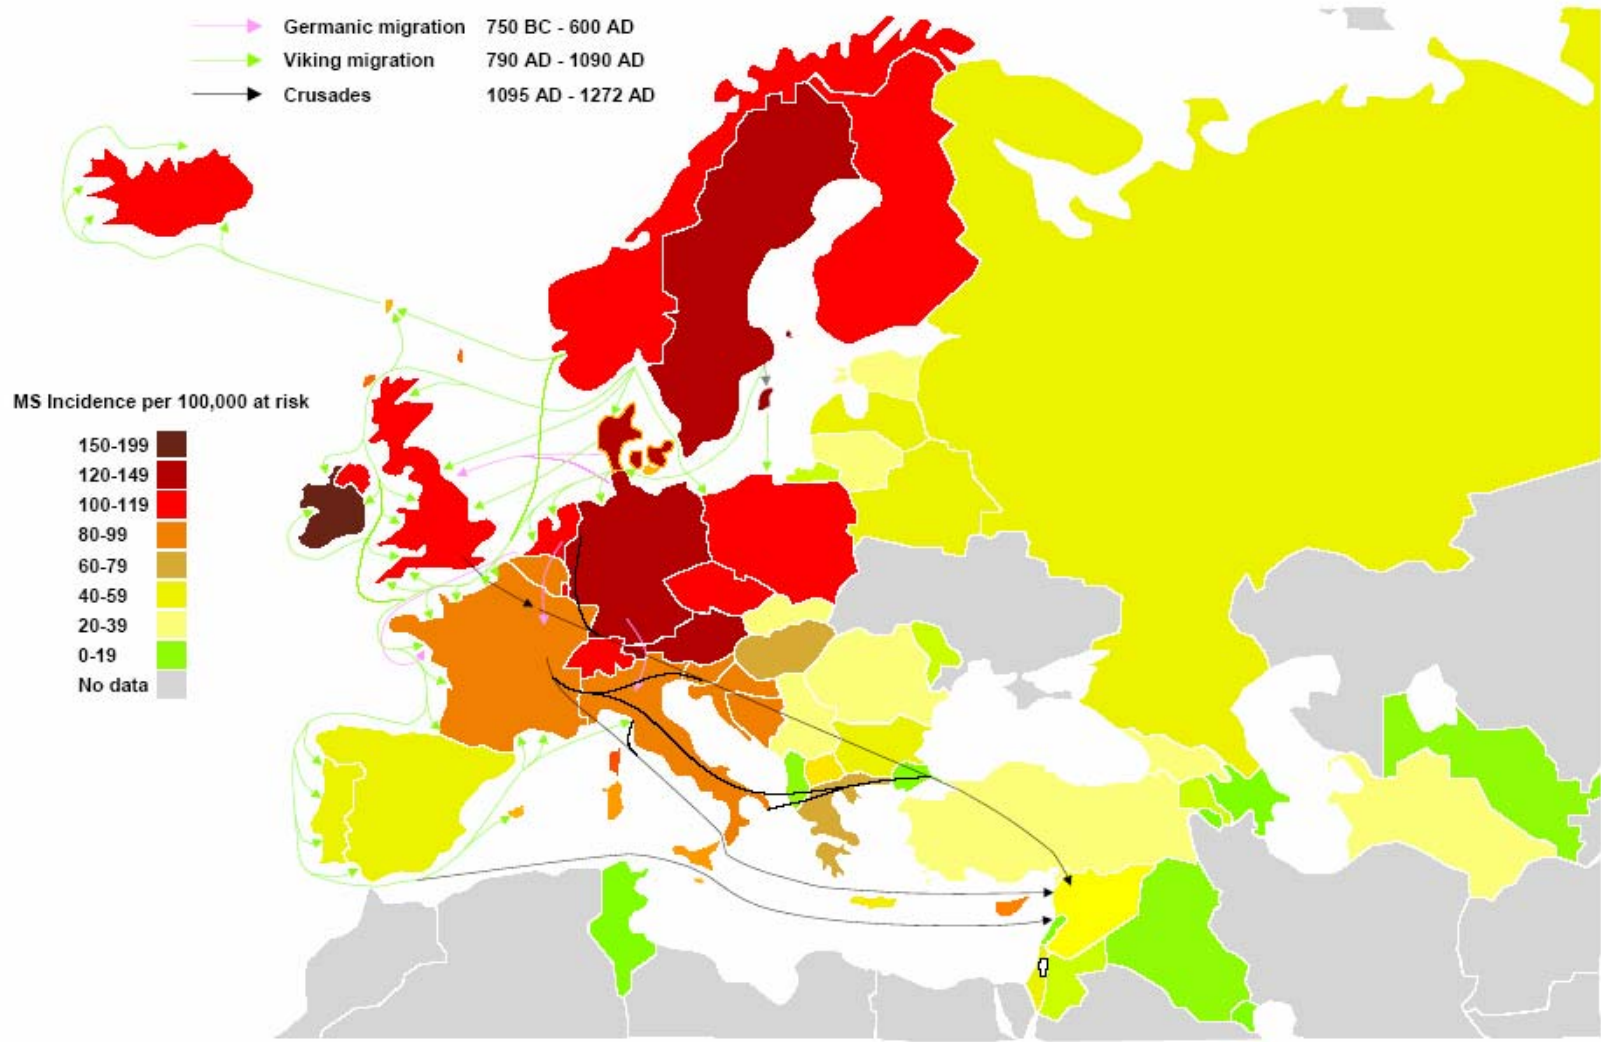 Germanic migration 750 BC - 600 AD
Viking migration 790 AD - 1090 AD
Crusades 1095 AD - 1272 AD
MS Incidence per 100,000 at risk
150-199
120-149
100-119
80-99
60-79
40-59
20-39
0-19
No data